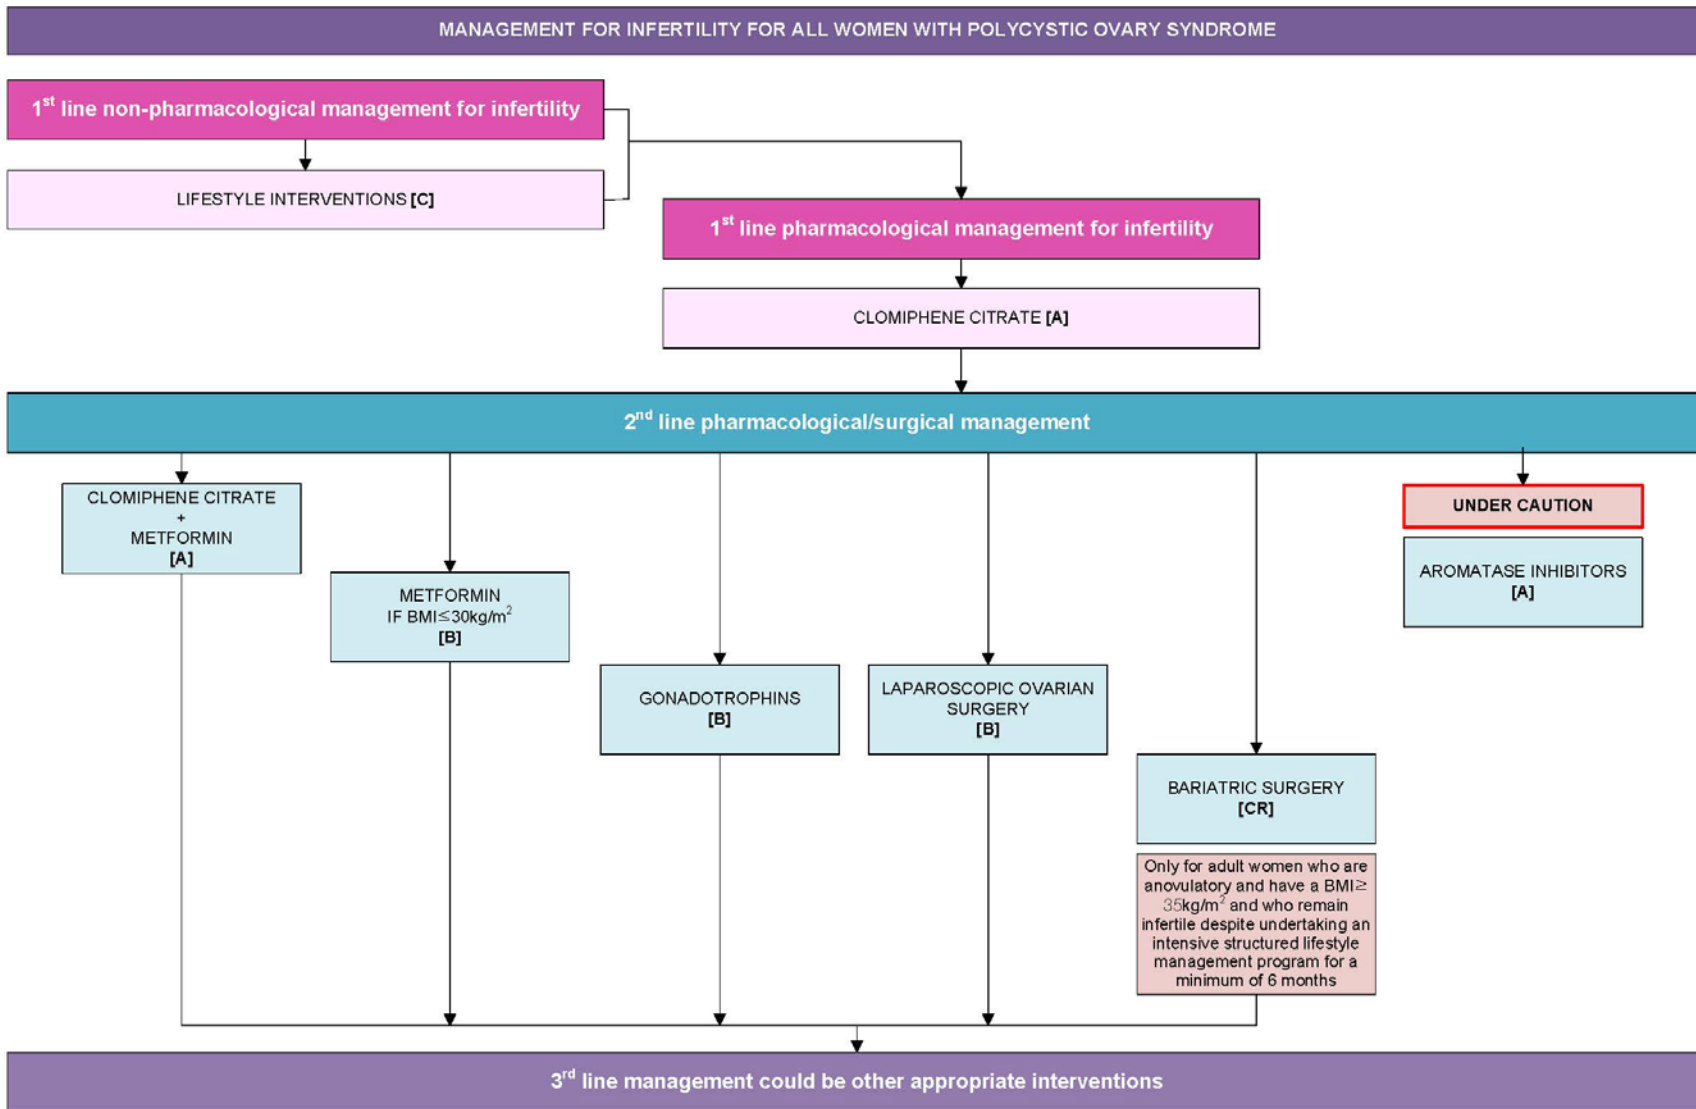 MANAGEMENT FOR INFERTILITY FOR ALL WOMEN WITH POLYCYSTIC OVARY SYNDROME
1st line non-pharmacological management for infertility
LIFESTYLE INTERVENTIONS [C]
1st line pharmacological management for infertility
CLOMIPHENE CITRATE [A]
2nd line pharmacological/surgical management
CLOMIPHENE CITRATE
+
METFORMIN
[A]
METFORMIN
IF BMI≤30kg/m²
[B]
GONADOTROPHINS
[B]
LAPAROSCOPIC OVARIAN
SURGERY
[B]
BARIATRIC SURGERY
[CR]
Only for adult women who are
anovulatory and have a BMI≥
35kg/m² and who remain
infertile despite undertaking an
intensive structured lifestyle
management program for a
minimum of 6 months
UNDER CAUTION
AROMATASE INHIBITORS
[A]
3rd line management could be other appropriate interventions